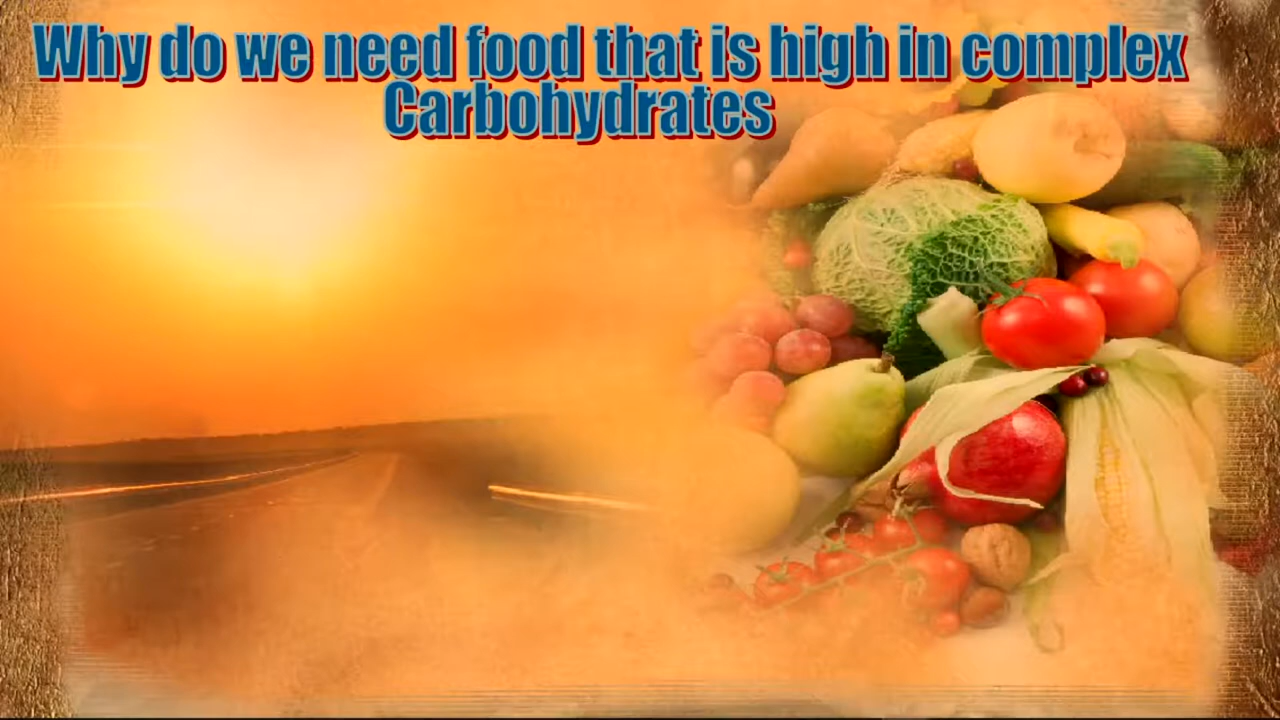 Why do we need food that is high in complex
Carbohydrates